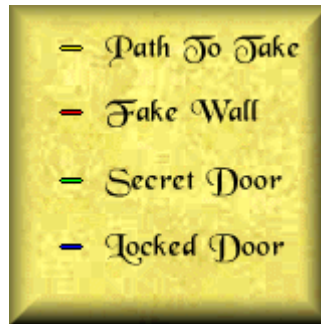 Path To Take
Fake Wall
Secret Door
Locked Door